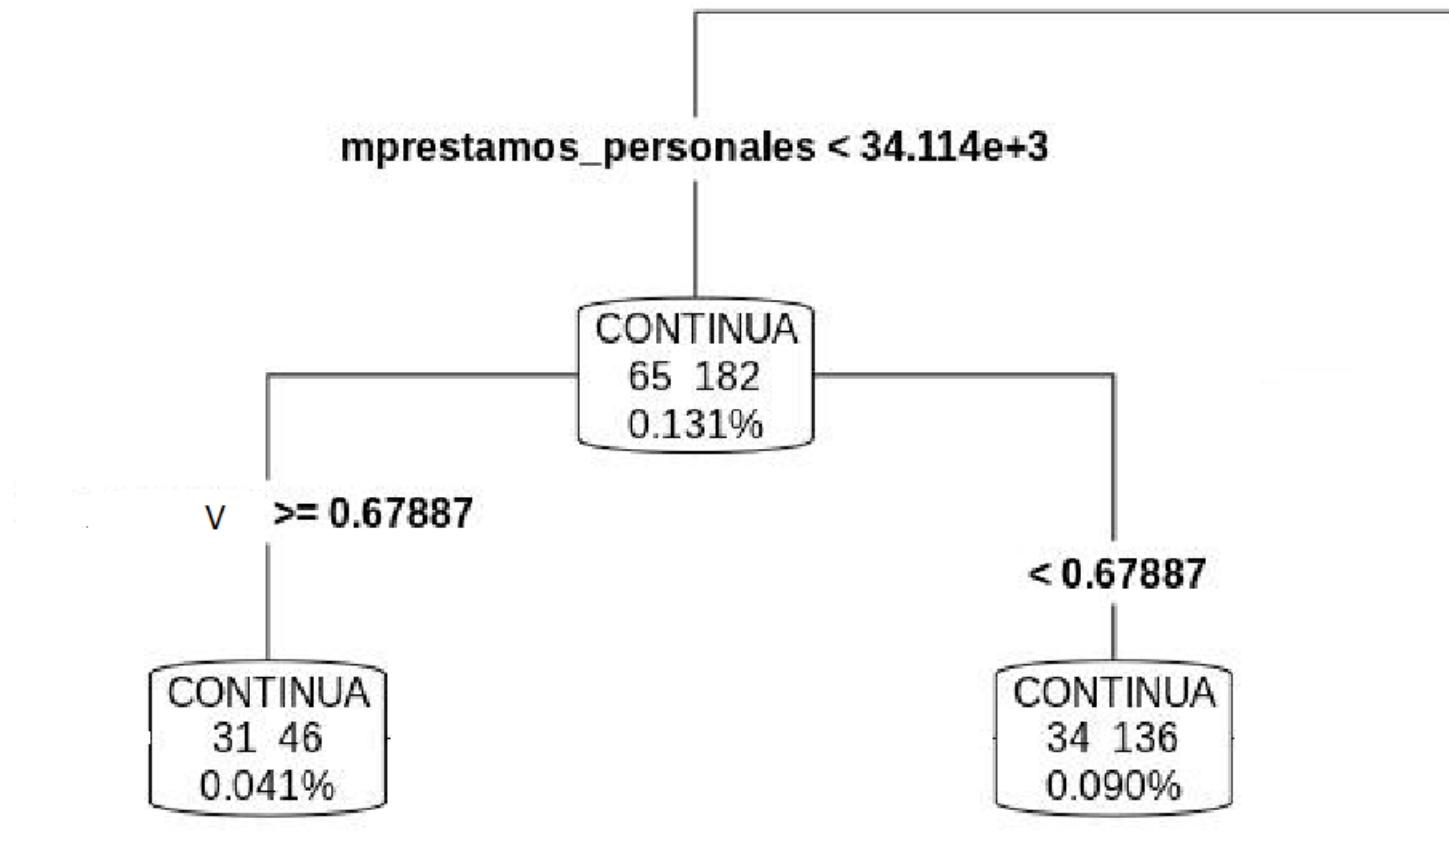 mprestamos_personales < 34.114e+3
CONTINUA
65 182
0.131%
V >= 0.67887
< 0.67887
CONTINUA
31 46
0.041%
CONTINUA
34 136
0.090%